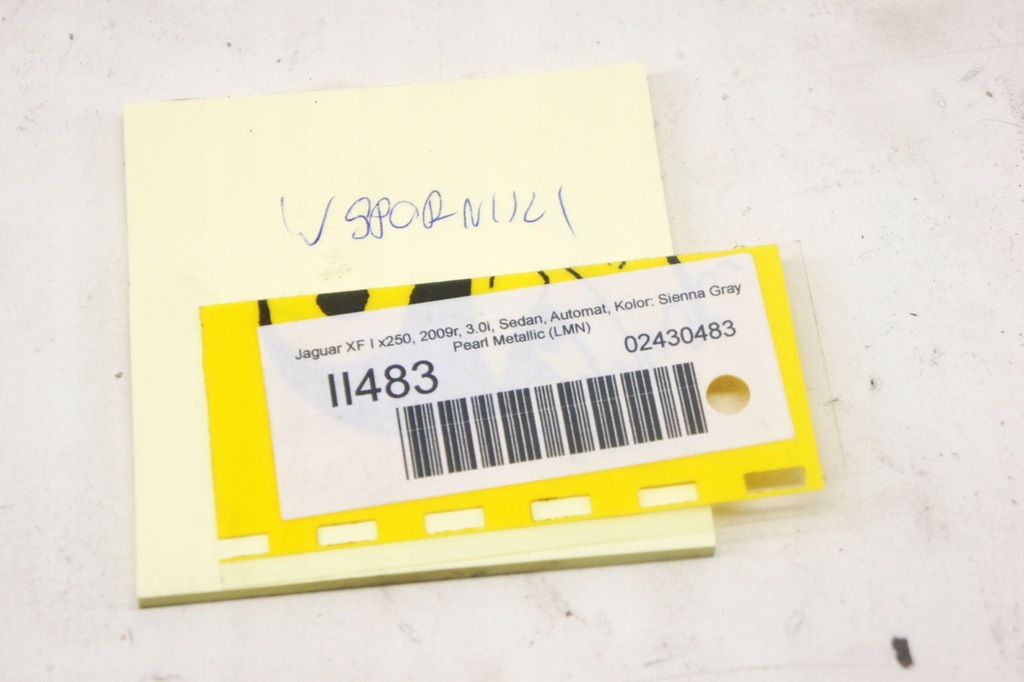 WSPORNIKI
Jaguar XF I x250, 2009r, 3.0i, Sedan, Automat, Kolor: Sienna Gray
Pearl Metallic (LMN)
II483
02430483